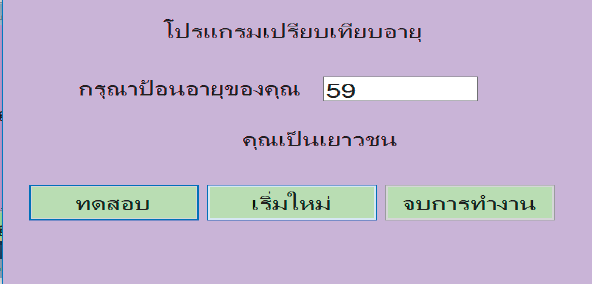 โปรแกรมเปรียบเทียบอายุ
กรุณาป้อนอายุของคุณ 59
คุณเป็นเยาวชน
ทดสอบ เริ่มใหม่ จบการทำงาน